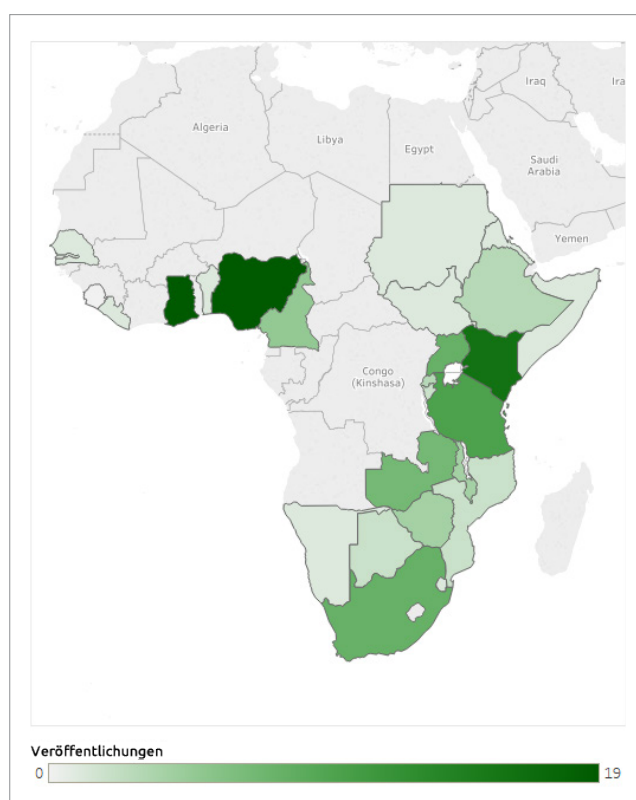 Iraq
Ira
Algeria
Libya
Egypt
Saudi
Arabia
Yemen
Congo
(Kinshasa)
Veröffentlichungen
0 19